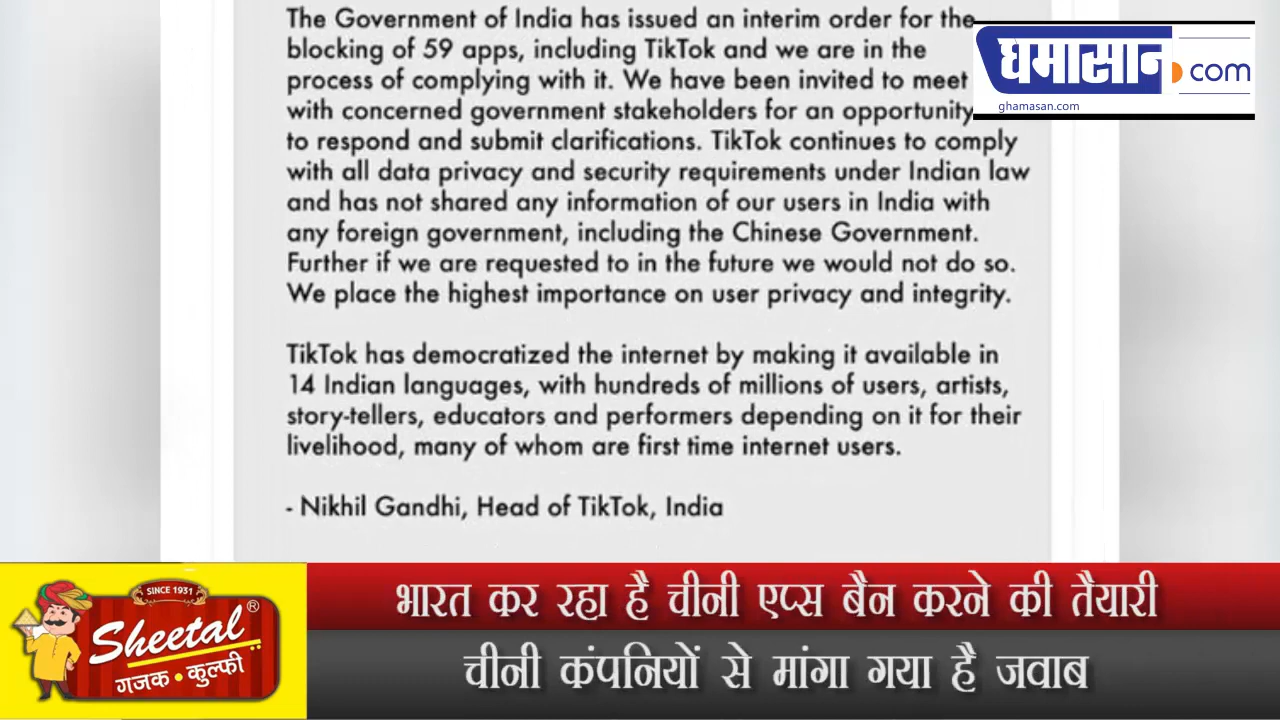 The Government of India has issued an interim order for the
blocking of 59 apps, including TikTok and we are in the
process of complying with it. We have been invited to meet
with concerned government stakeholders for an opportunity
to respond and submit clarifications. TikTok continues to comply
with all data privacy and security requirements under Indian law
and has not shared any information of our users in India with
any foreign government, including the Chinese Government.
Further if we are requested to in the future we would not do so.
We place the highest importance on user privacy and integrity.
TikTok has democratized the internet by making it available in
14 Indian languages, with hundreds of millions of users, artists,
story-tellers, educators and performers depending on it for their
livelihood, many of whom are first time internet users.
- Nikhil Gandhi, Head of TikTok, India
घमासान.com
ghamasan.com
SINCE 1931
Sheetal®
गजक • कुल्फी
भारत कर रहा है चीनी एप्स बैन करने की तैयारी
चीनी कंपनियों से मांगा गया है जवाब